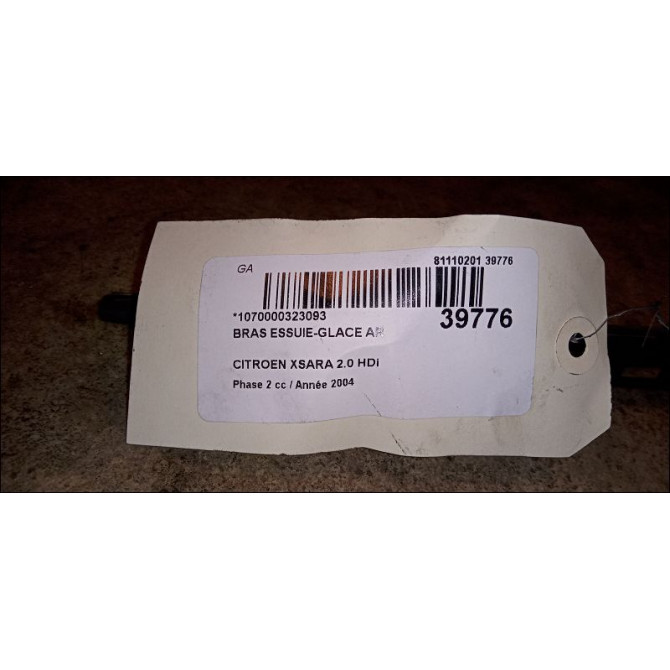 GA
81110201 39776
*1070000323093
39776
BRAS ESSUIE-GLACE AR
CITROEN XSARA 2.0 HDi
Phase 2 cc / Année 2004